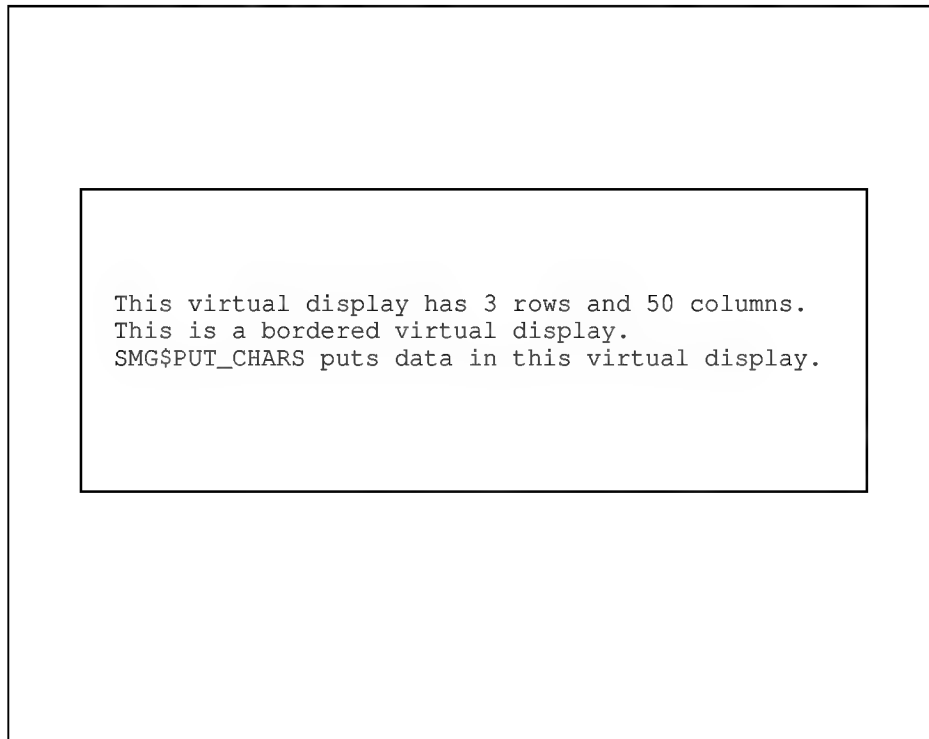 This virtual display has 3 rows and 50 columns.
This is a bordered virtual display.
SMG$PUT_CHARS puts data in this virtual display.